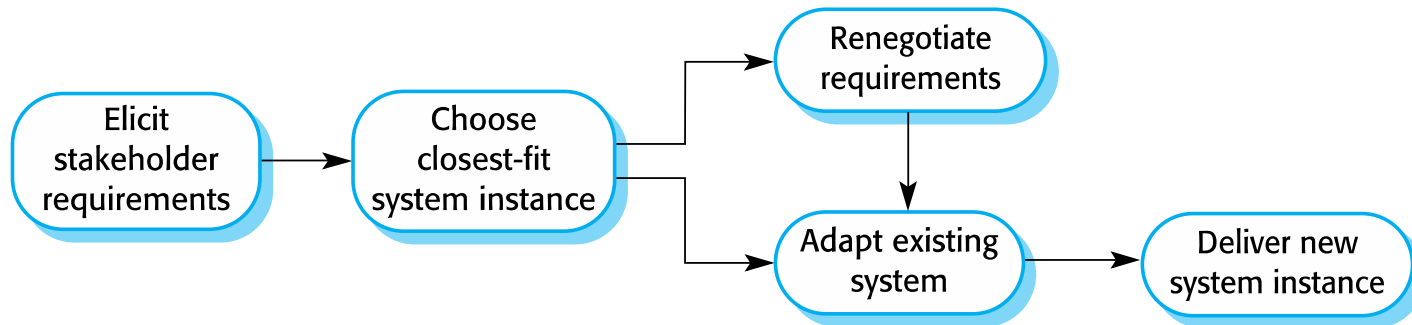 Elicit
stakeholder
requirements
Choose
closest-fit
system instance
Renegotiate
requirements
Adapt existing
system
Deliver new
system instance